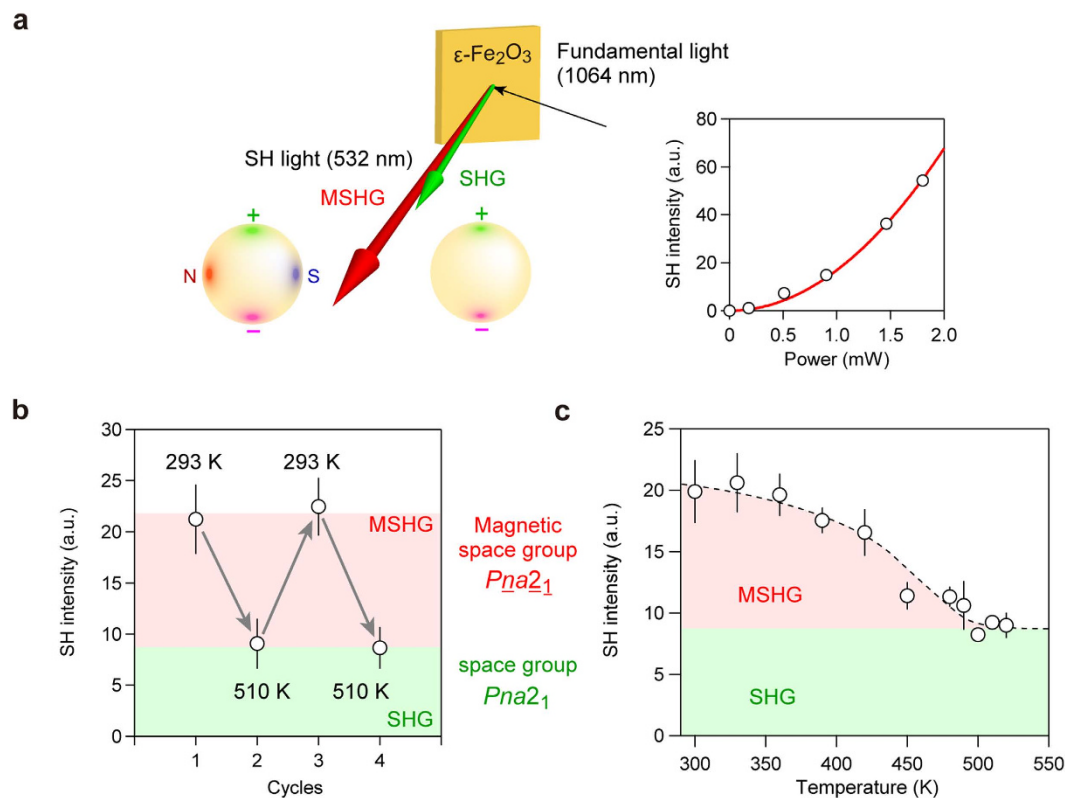 a
ε-Fe2O3
Fundamental light
(1064 nm)
SH light (532 nm)
MSHG
SHG
+
N
S
−
+
−
SH intensity (a.u.)
80
60
40
20
0
0 0.5 1.0 1.5 2.0
Power (mW)
b
SH intensity (a.u.)
30
25
20
15
10
5
0
293 K
293 K
MSHG
510 K
510 K
SHG
1 2 3 4
Cycles
Magnetic
space group
Pna21
space group
Pna21
c
SH intensity (a.u.)
25
20
15
10
5
0
MSHG
SHG
300 350 400 450 500 550
Temperature (K)